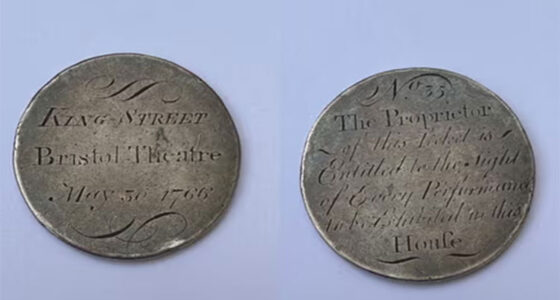 King-Street
Bristol Theatre
May 30 1766
No. 35
The Proprietor
of this Ticket is
Entitled to the Sight
of Every Performance
to be Exhibited in this
House